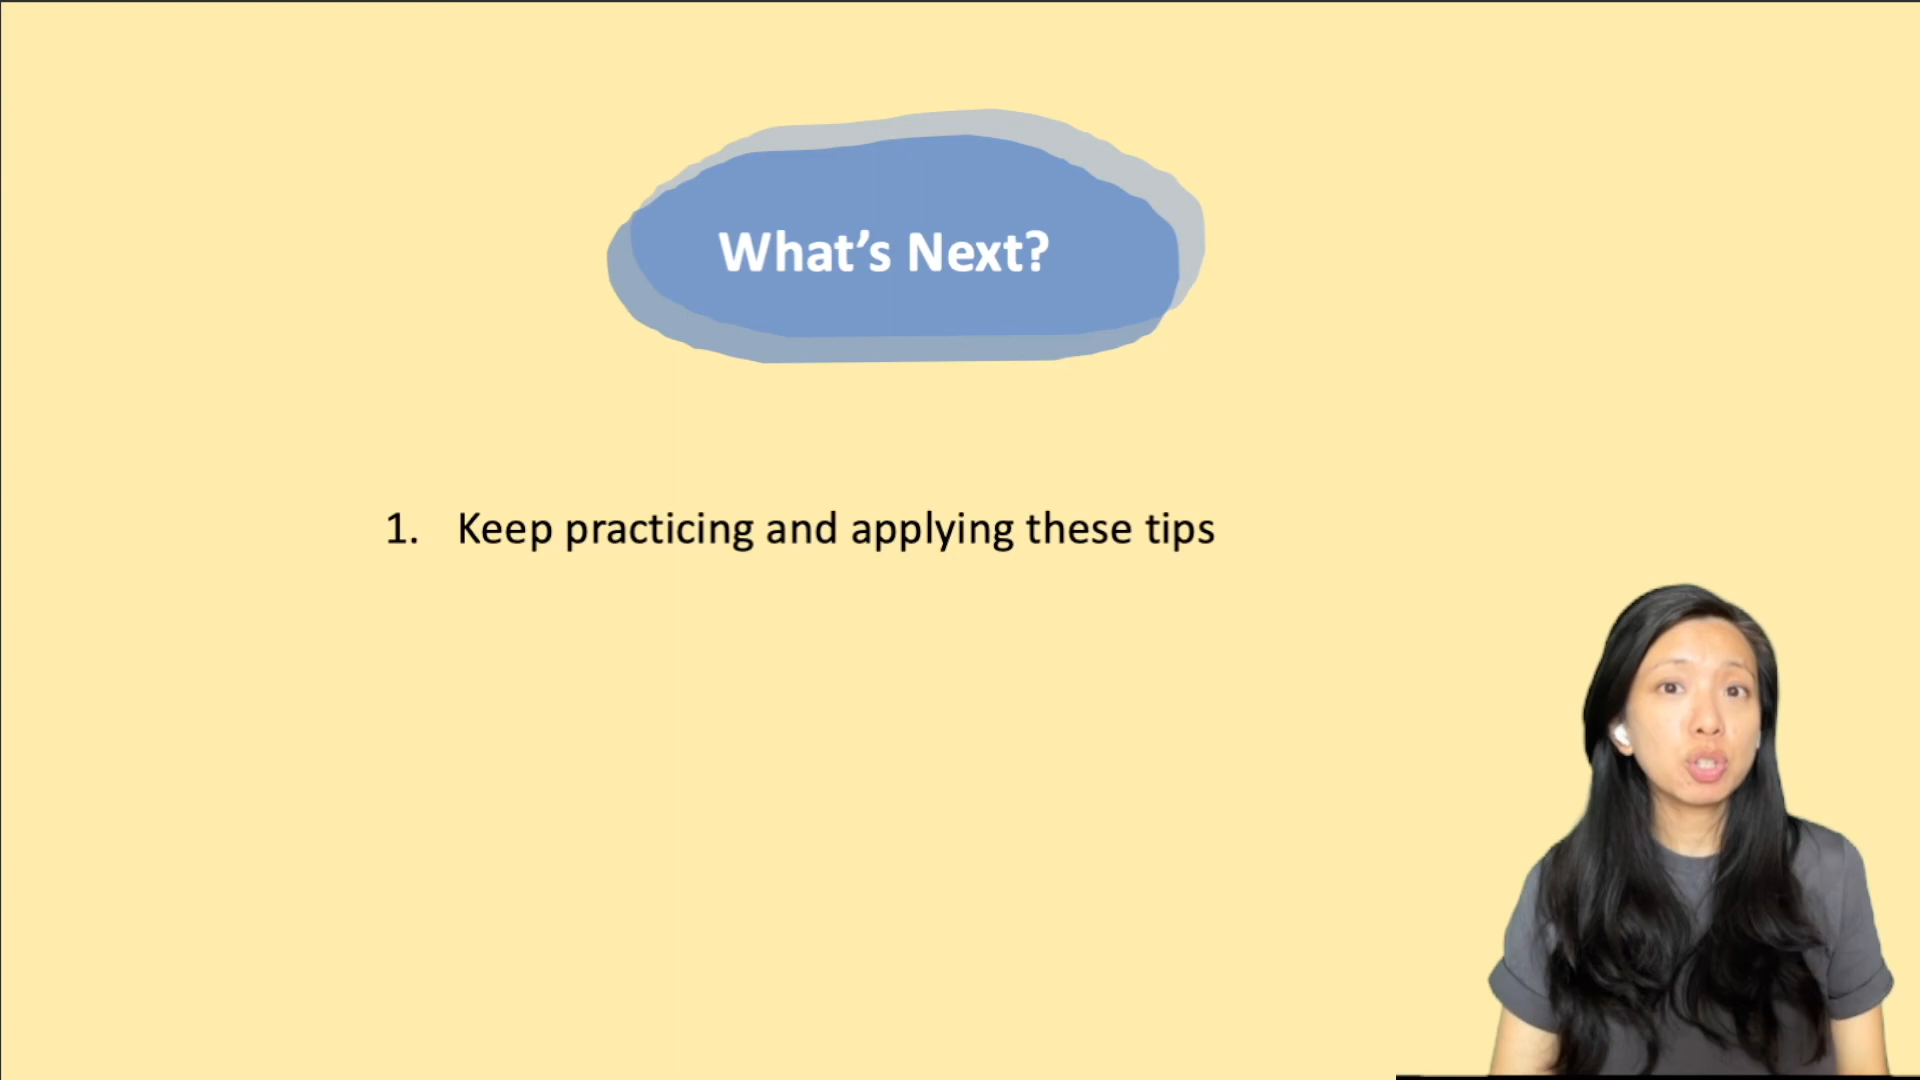 What’s Next?
1. Keep practicing and applying these tips